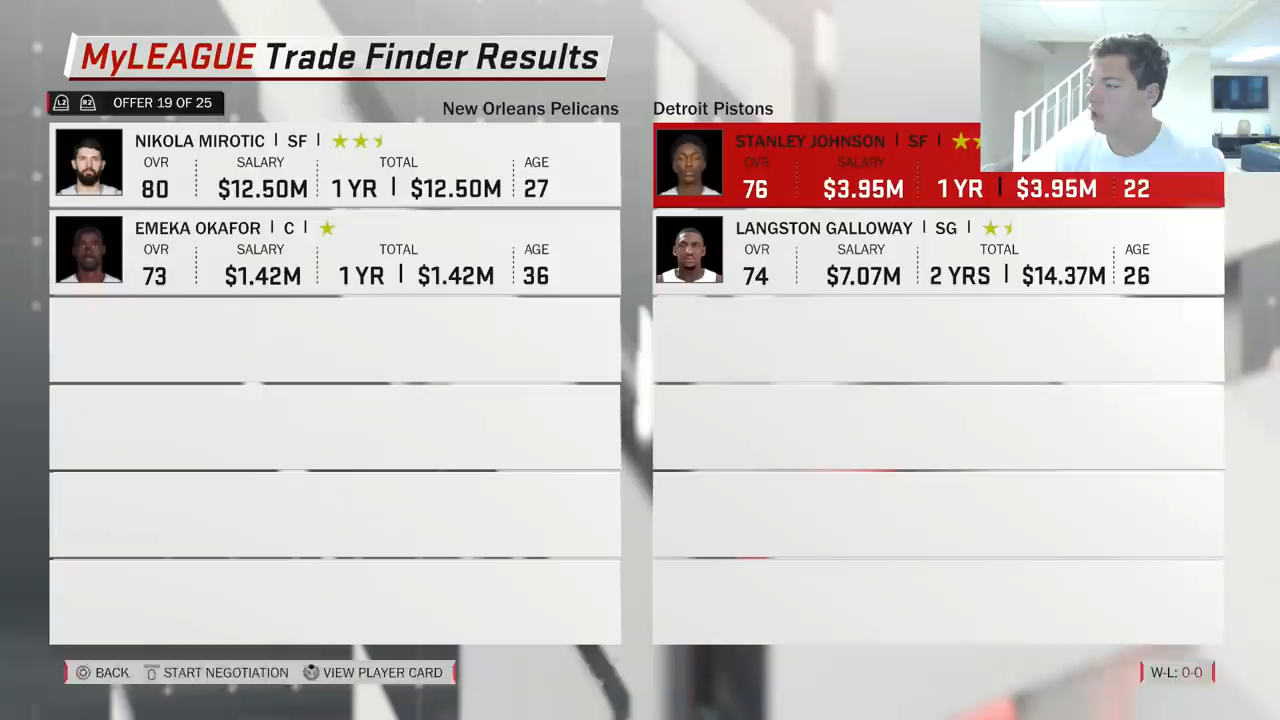 MyLEAGUE Trade Finder Results
L2 R2 OFFER 19 OF 25
New Orleans Pelicans
Detroit Pistons
NIKOLA MIROTIC | SF |
OVR SALARY TOTAL AGE
80 $12.50M 1 YR | $12.50M 27
EMEKA OKAFOR | C |
OVR SALARY TOTAL AGE
73 $1.42M 1 YR | $1.42M 36
STANLEY JOHNSON | SF |
OVR SALARY
76 $3.95M 1 YR | $3.95M 22
LANGSTON GALLOWAY | SG |
OVR SALARY TOTAL AGE
74 $7.07M 2 YRS | $14.37M 26
BACK START NEGOTIATION VIEW PLAYER CARD
W-L: 0-0